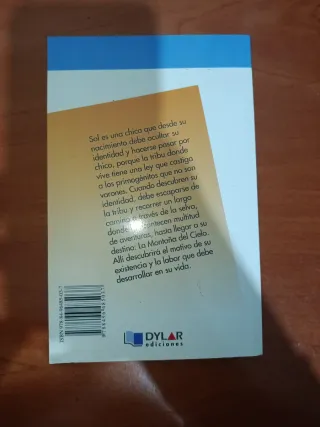 Sol es una chica que desde su
nacimiento debe ocultar su
identidad y hacerse pasar por
chico, porque la tribu donde
vive tiene una ley que castiga
a los primogénitos que no son
varones. Cuando descubren su
identidad, debe escaparse de
la tribu y recorrer un largo
camino a través de la selva,
donde le acontecen multitud
de aventuras, hasta llegar a su
destino: La Montaña del Cielo.
Allí descubrirá el motivo de su
existencia y la labor que debe
desarrollar en su vida.
DYLAR
ediciones